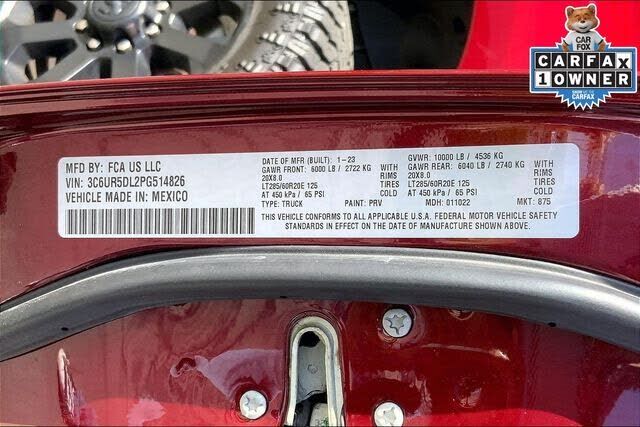 CAR
FOX
CARFAX
1 OWNER
SHOW ME THE
CARFAX
MFD BY: FCA US LLC
VIN: 3C6UR5DL2PG514826
VEHICLE MADE IN: MEXICO
DATE OF MFR (BUILT) 1-23
GAWR FRONT: 6000 LB / 2722 KG WITH
20X8.0 RIMS
LT285/60R20E 125 TIRES
AT 450 kPa / 65 PSI COLD
TYPE: TRUCK PAINT: PRV
GVWR: 10000 LB / 4536 KG
GAWR REAR: 6040 LB / 2740 KG WITH
20X8.0 RIMS
LT285/60R20E 125 TIRES
AT 450 kPa / 65 PSI COLD
MDH: 011022 MKT: 875
THIS VEHICLE CONFORMS TO ALL APPLICABLE U.S.A. FEDERAL MOTOR VEHICLE SAFETY
STANDARDS IN EFFECT ON THE DATE OF MANUFACTURE SHOWN ABOVE.